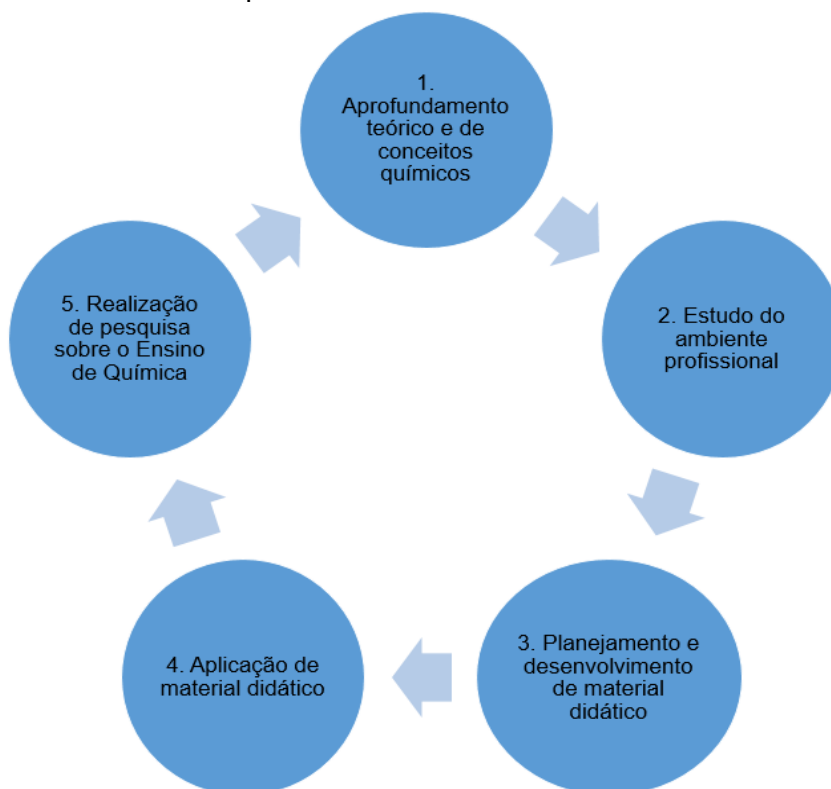 1.
Aprofundamento
teórico e de
conceitos
químicos
2. Estudo do
ambiente
profissional
3. Planejamento e
desenvolvimento
de material
didático
4. Aplicação de
material didático
5. Realização
de pesquisa
sobre o Ensino
de Química